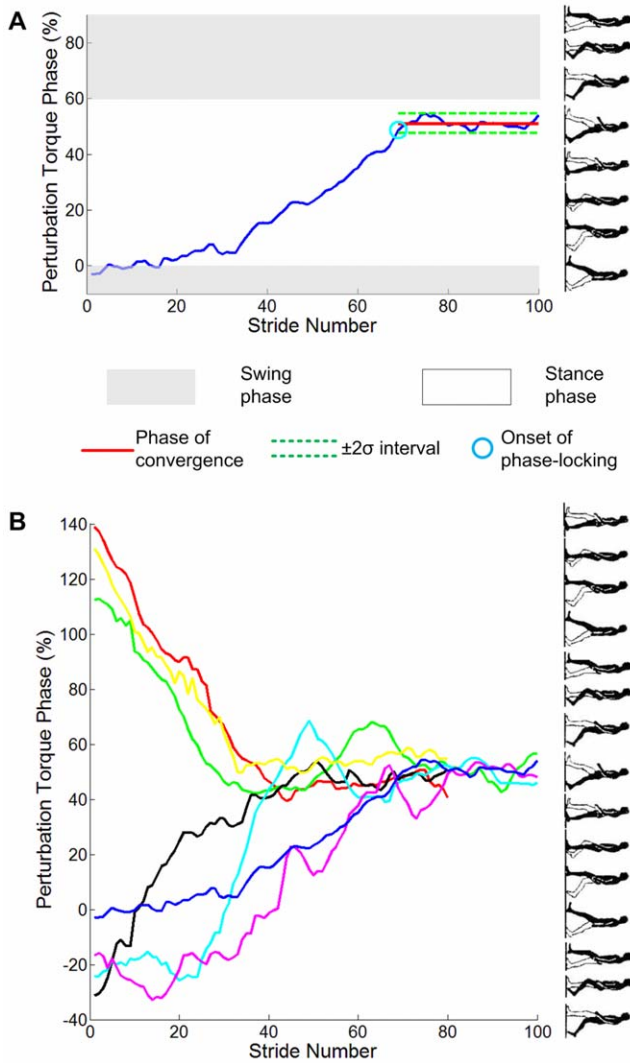 A
Perturbation Torque Phase (%)
80
60
40
20
0
0 20 40 60 80 100
Stride Number
Swing phase
Stance phase
Phase of convergence
±2σ interval
Onset of phase-locking
B
Perturbation Torque Phase (%)
140
120
100
80
60
40
20
0
-20
-40
0 20 40 60 80 100
Stride Number